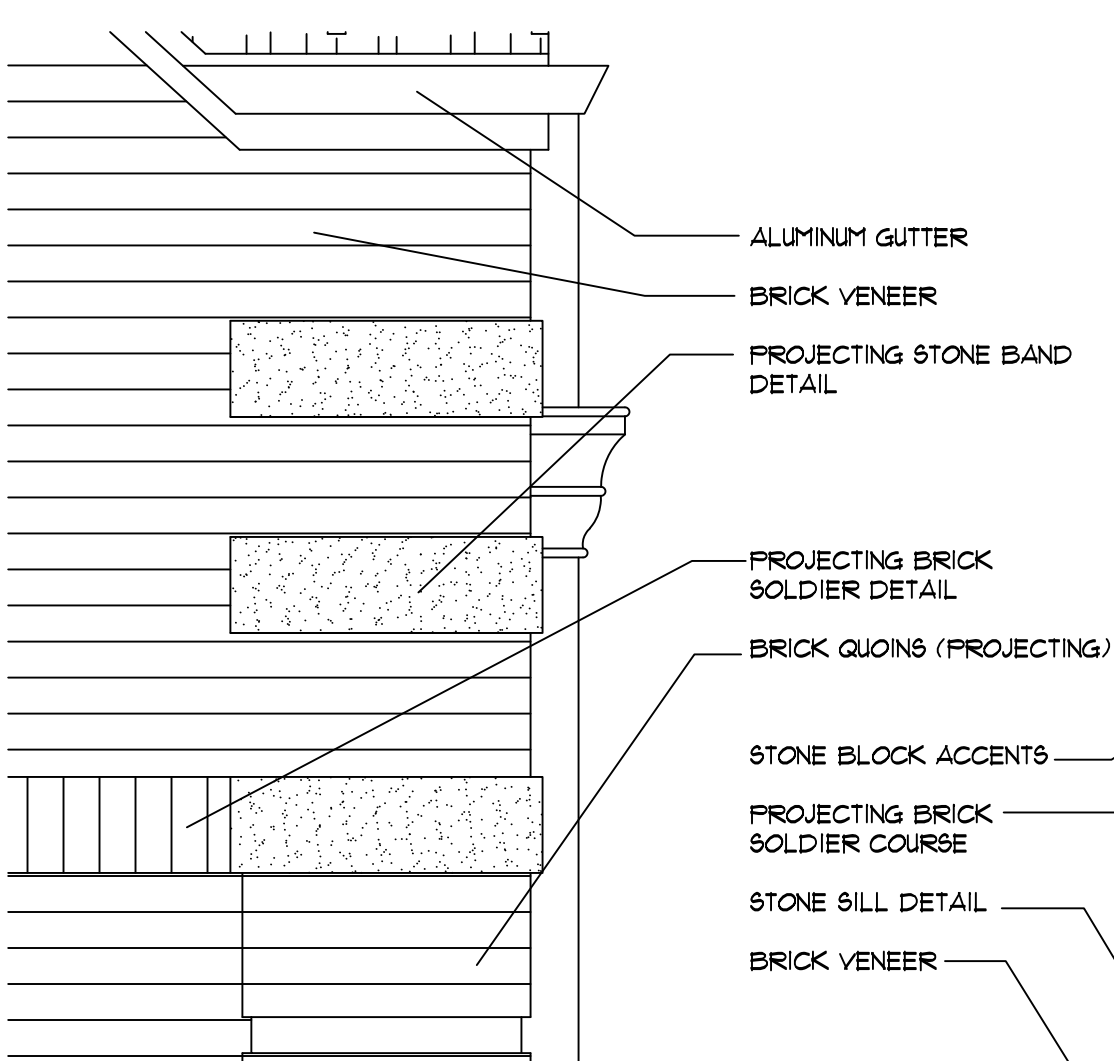 ALUMINUM GUTTER
BRICK VENEER
PROJECTING STONE BAND
DETAIL
PROJECTING BRICK
SOLDIER DETAIL
BRICK QUOINS (PROJECTING)
STONE BLOCK ACCENTS
PROJECTING BRICK
SOLDIER COURSE
STONE SILL DETAIL
BRICK VENEER